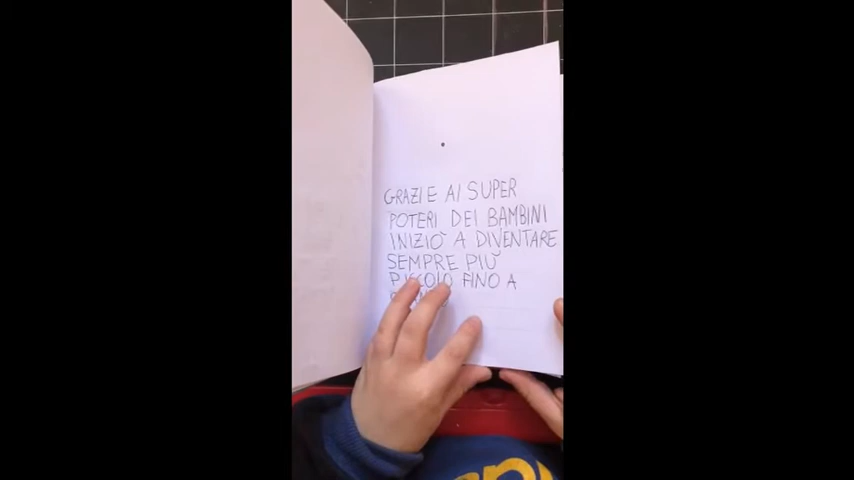 GRAZIE AI SUPER
POTERI DEI BAMBINI
INIZIÒ A DIVENTARE
SEMPRE PIÙ
PICCOLO FINO A